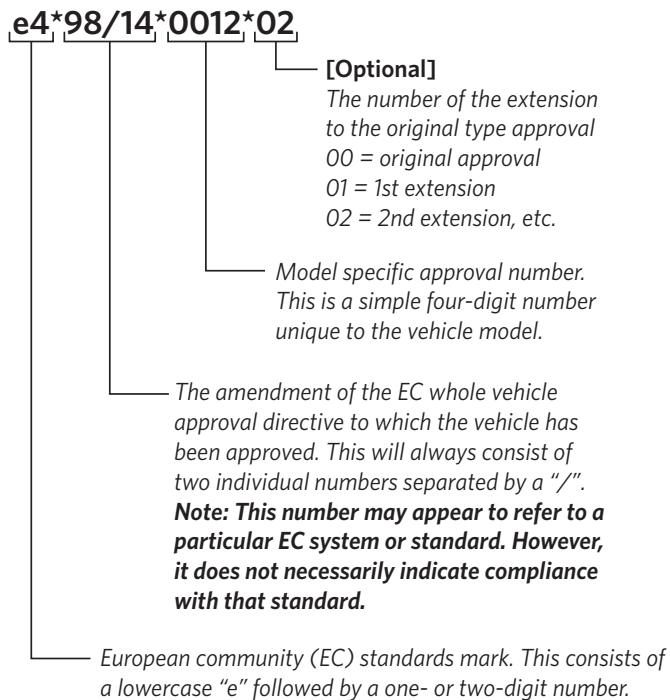 e4*98/14*0012*02
[Optional]
The number of the extension
to the original type approval
00 = original approval
01 = 1st extension
02 = 2nd extension, etc.
Model specific approval number.
This is a simple four-digit number
unique to the vehicle model.
The amendment of the EC whole vehicle
approval directive to which the vehicle has
been approved. This will always consist of
two individual numbers separated by a “/”.
Note: This number may appear to refer to a
particular EC system or standard. However,
it does not necessarily indicate compliance
with that standard.
European community (EC) standards mark. This consists of
a lowercase “e” followed by a one- or two-digit number.